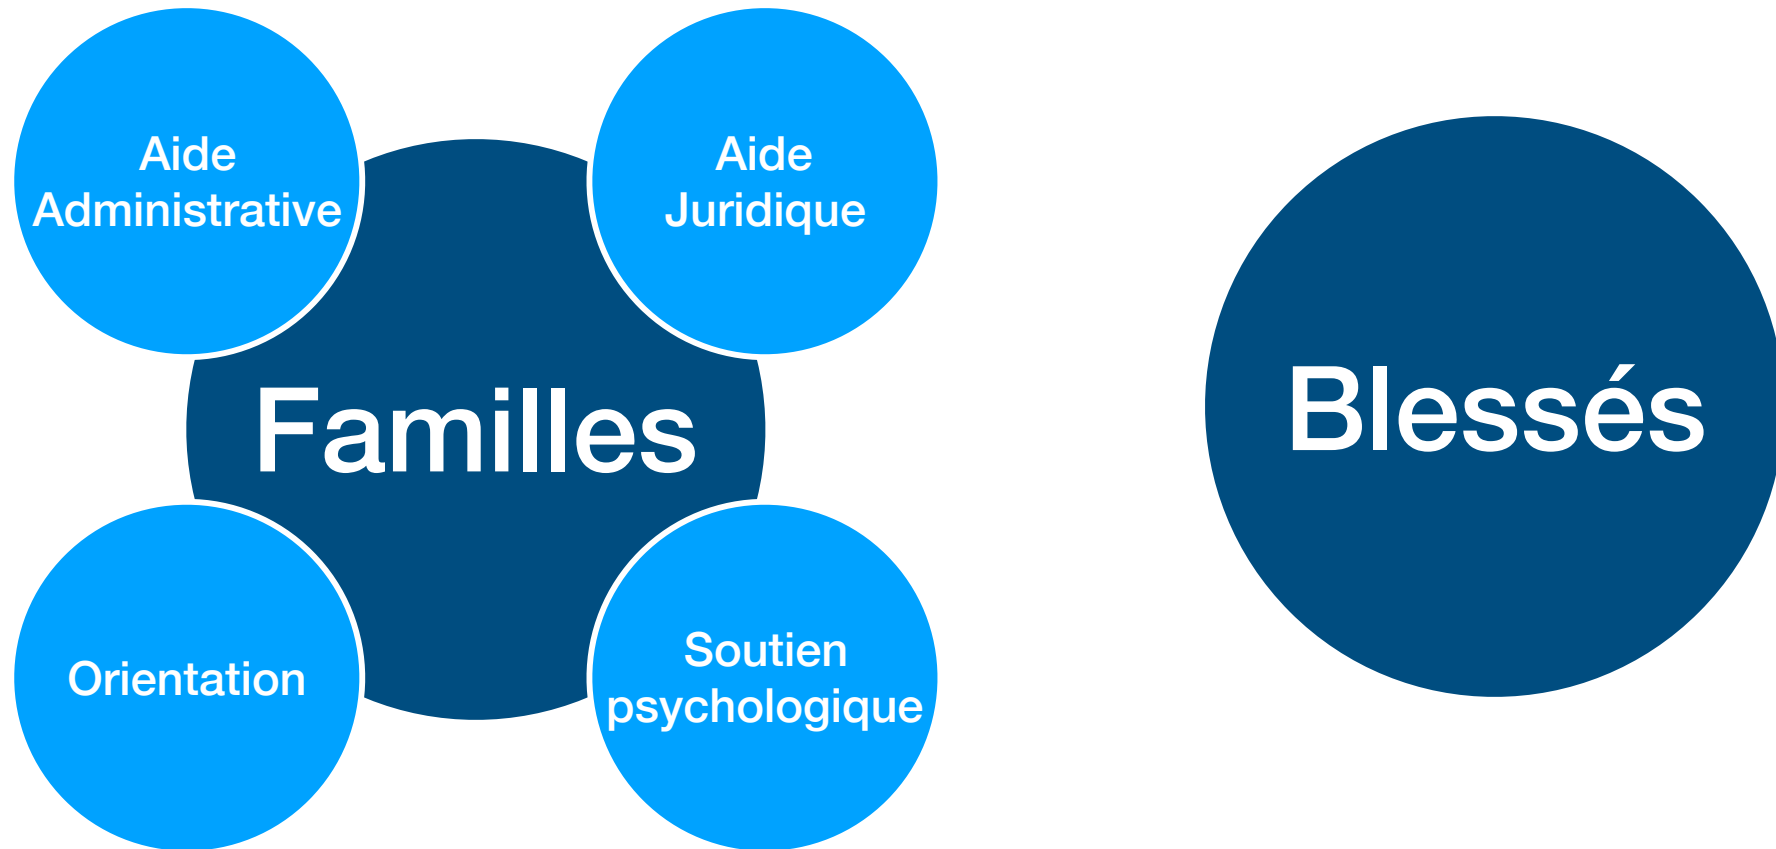 Aide
Administrative
Aide
Juridique
Familles
Orientation
Soutien
psychologique
Blessés